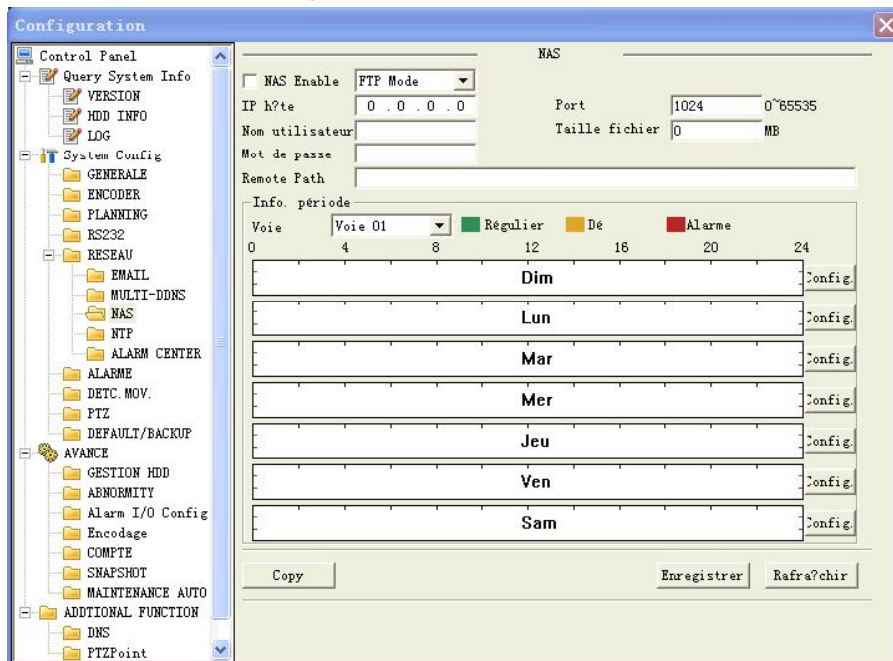 Configuration
Control Panel
Query System Info
VERSION
HDD INFO
LOG
System Config
GENERALE
ENCODER
PLANNING
RS232
RESEAU
EMAIL
MULTI-DDNS
NAS
NTP
ALARM CENTER
ALARME
DETC.MOV.
PTZ
DEFAULT/BACKUP
AVANCE
GESTION HDD
ABNORMITY
Alarm I/O Config
Encodage
COMPTE
SNAPSHOT
MAINTENANCE AUTO
ADDTIONAL FUNCTION
DNS
PTZPoint
NAS
NAS Enable FTP Mode
IP h?te 0 . 0 . 0 . 0 Port 1024 0~65535
Nom utilisateur Taille fichier 0 MB
Mot de passe
Remote Path
Info. période
Voie Voie 01 Régulier Dé Alarme
0 4 8 12 16 20 24
Dim Config.
Lun Config.
Mar Config.
Mer Config.
Jeu Config.
Ven Config.
Sam Config.
Copy Enregistrer Rafra?chir